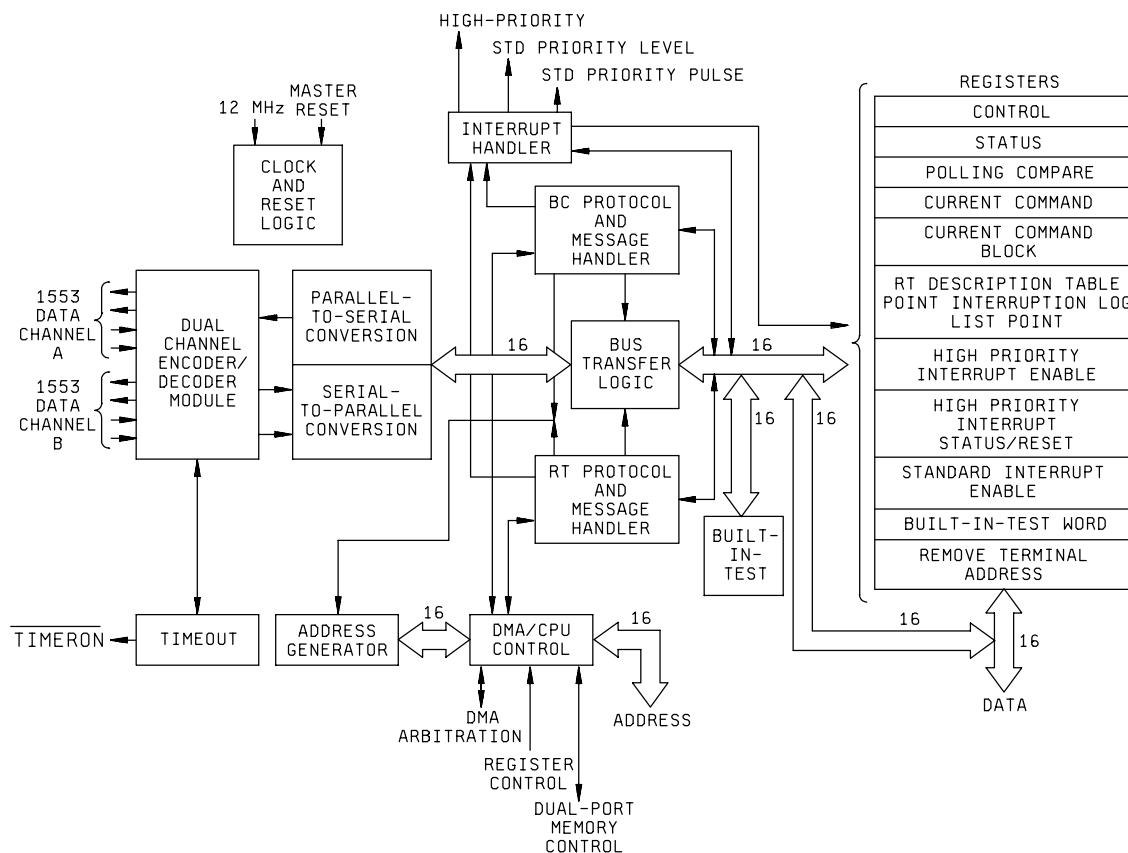 HIGH-PRIORITY
STD PRIORITY LEVEL
STD PRIORITY PULSE
12 MHz
MASTER
RESET
CLOCK
AND
RESET
LOGIC
INTERRUPT
HANDLER
BC PROTOCOL
AND
MESSAGE
HANDLER
1553
DATA
CHANNEL
A
1553
DATA
CHANNEL
B
DUAL
CHANNEL
ENCODER/
DECODER
MODULE
PARALLEL-
TO-SERIAL
CONVERSION
SERIAL-
TO-PARALLEL
CONVERSION
16
BUS
TRANSFER
LOGIC
16
16
16
RT PROTOCOL
AND
MESSAGE
HANDLER
BUILT-
IN-
TEST
REGISTERS
CONTROL
STATUS
POLLING COMPARE
CURRENT COMMAND
CURRENT COMMAND
BLOCK
RT DESCRIPTION TABLE
POINT INTERRUPTION LOG
LIST POINT
HIGH PRIORITY
INTERRUPT ENABLE
HIGH PRIORITY
INTERRUPT
STATUS/RESET
STANDARD INTERRUPT
ENABLE
BUILT-IN-TEST WORD
REMOVE TERMINAL
ADDRESS
TIMERON
TIMEOUT
ADDRESS
GENERATOR
16
DMA/CPU
CONTROL
16
16
16
DMA
ARBITRATION
REGISTER
CONTROL
DUAL-PORT
MEMORY
CONTROL
ADDRESS
DATA